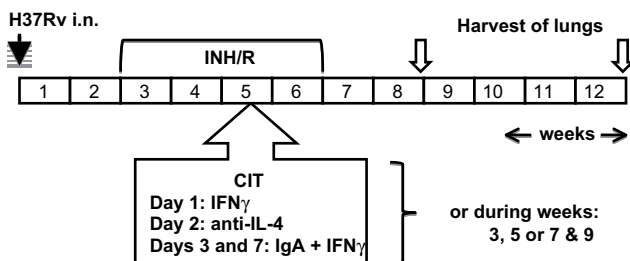 H37Rv i.n.
Harvest of lungs
INH/R
1 2 3 4 5 6 7 8 9 10 11 12
weeks
CIT
Day 1: IFNγ
Day 2: anti-IL-4
Days 3 and 7: IgA + IFNγ
or during weeks:
3, 5 or 7 & 9